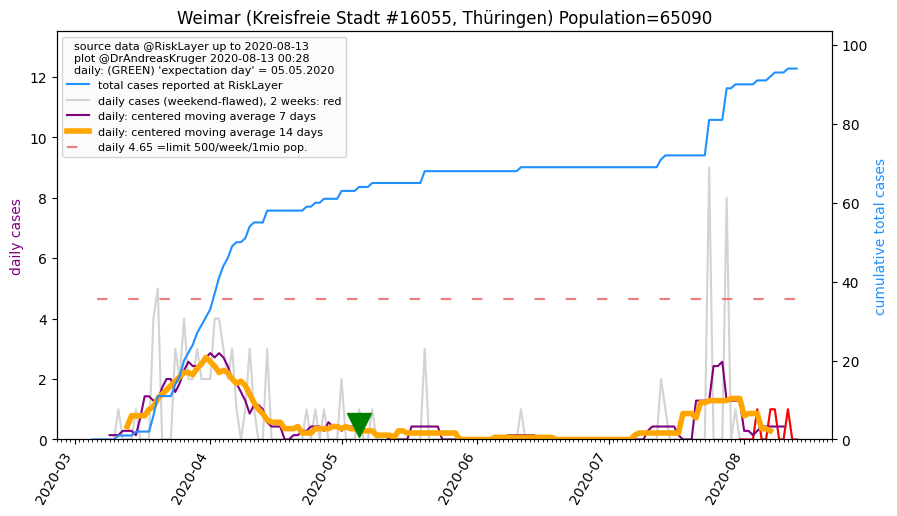 Weimar (Kreisfreie Stadt #16055, Thüringen) Population=65090
source data @RiskLayer up to 2020-08-13
plot @DrAndreasKruger 2020-08-13 00:28
daily: (GREEN) 'expectation day' = 05.05.2020
total cases reported at RiskLayer
daily cases (weekend-flawed), 2 weeks: red
daily: centered moving average 7 days
daily: centered moving average 14 days
daily 4.65 =limit 500/week/1mio pop.
daily cases
12
10
8
6
4
2
0
100
80
60
40
20
0
cumulative total cases
2020-03
2020-04
2020-05
2020-06
2020-07
2020-08